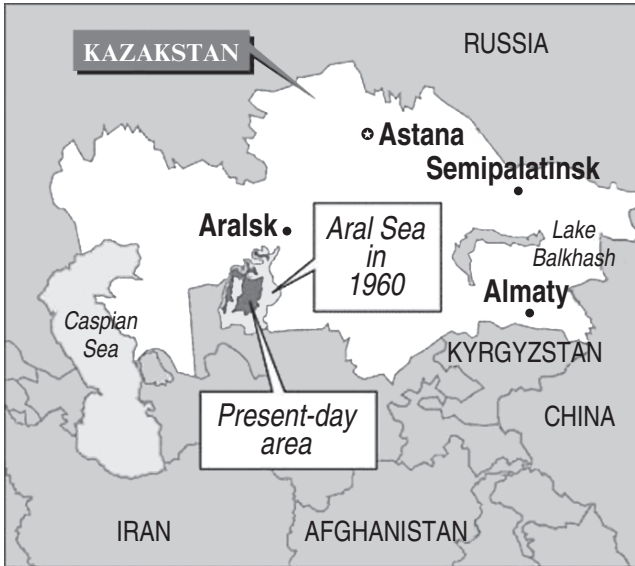 RUSSIA
KAZAKSTAN
Astana
Semipalatinsk
Aralsk
Aral Sea
in
1960
Lake
Balkhash
Almaty
Caspian
Sea
KYRGYZSTAN
Present-day
area
CHINA
IRAN
AFGHANISTAN